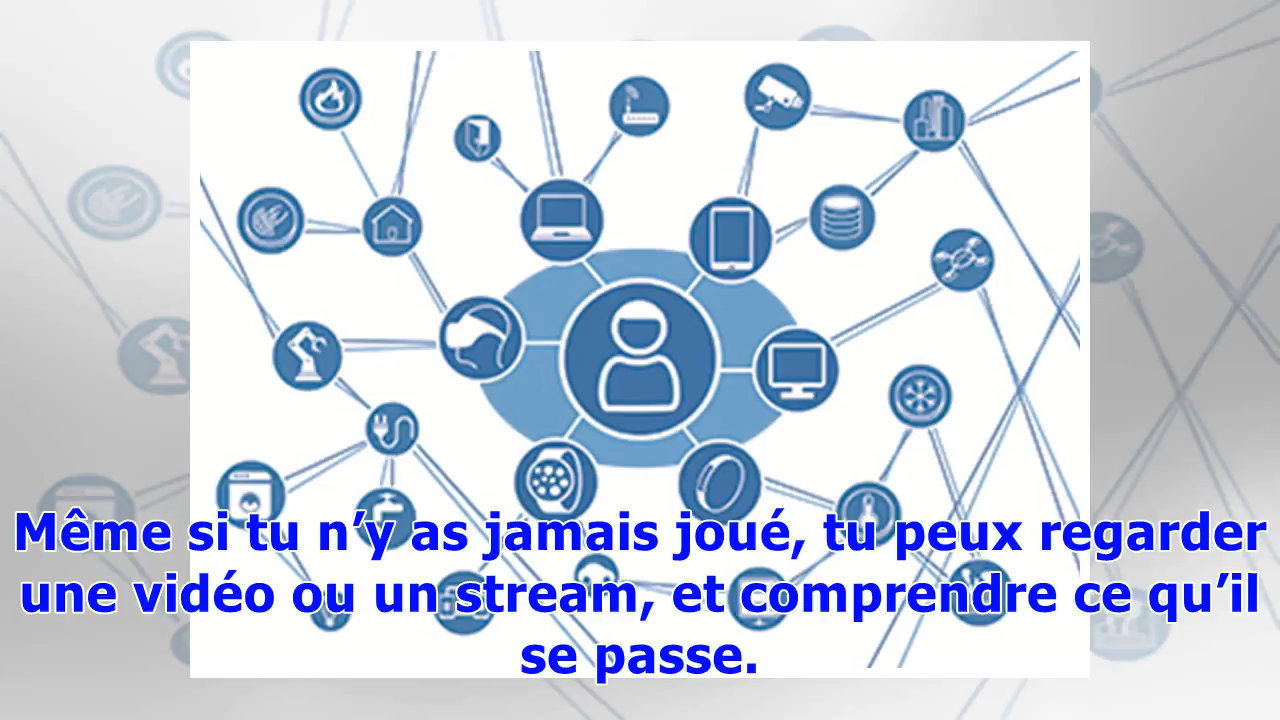 Même si tu n’y as jamais joué, tu peux regarder
une vidéo ou un stream, et comprendre ce qu’il
se passe.